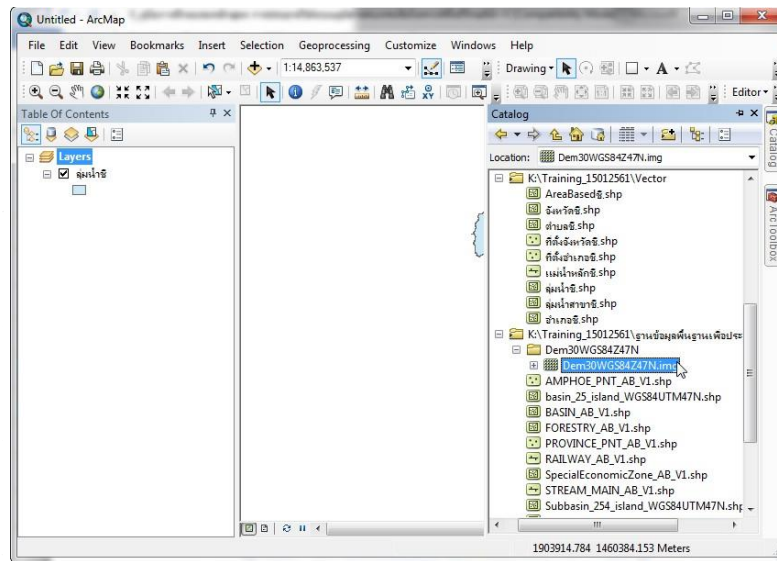 Untitled - ArcMap
File Edit View Bookmarks Insert Selection Geoprocessing Customize Windows Help
1:14,863,537
Drawing
A
Editor
Table Of Contents
Catalog
Layers
ลุ่มน้ำชี
Location: Dem30WGS84Z47N.img
K:\Training_15012561\Vector
AreaBasedชี.shp
จังหวัดชี.shp
ตำบลชี.shp
ที่ตั้งจังหวัดชี.shp
ที่ตั้งอำเภอชี.shp
แม่น้ำหลักชี.shp
ลุ่มน้ำชี.shp
ลุ่มน้ำสาขาชี.shp
อำเภอชี.shp
K:\Training_15012561\ฐานข้อมูลพื้นฐานเพื่อประ
Dem30WGS84Z47N
Dem30WGS84Z47N.img
AMPHOE_PNT_AB_V1.shp
basin_25_island_WGS84UTM47N.shp
BASIN_AB_V1.shp
FORESTRY_AB_V1.shp
PROVINCE_PNT_AB_V1.shp
RAILWAY_AB_V1.shp
SpecialEconomicZone_AB_V1.shp
STREAM_MAIN_AB_V1.shp
Subbasin_254_island_WGS84UTM47N.shp
Catalog
ArcToolbox
1903914.784 1460384.153 Meters